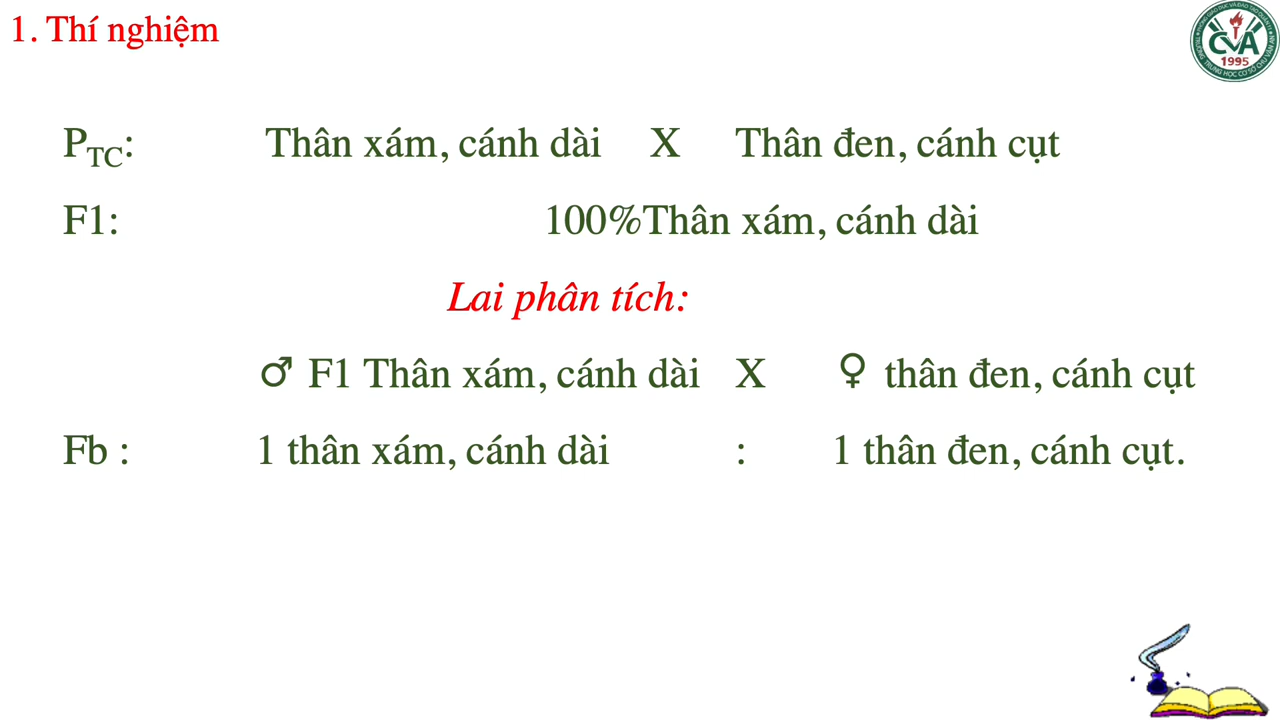 1. Thí nghiệm
CVA
1995
P_TC: Thân xám, cánh dài X Thân đen, cánh cụt
F1: 100%Thân xám, cánh dài
Lai phân tích:
♂ F1 Thân xám, cánh dài X ♀ thân đen, cánh cụt
Fb : 1 thân xám, cánh dài : 1 thân đen, cánh cụt.